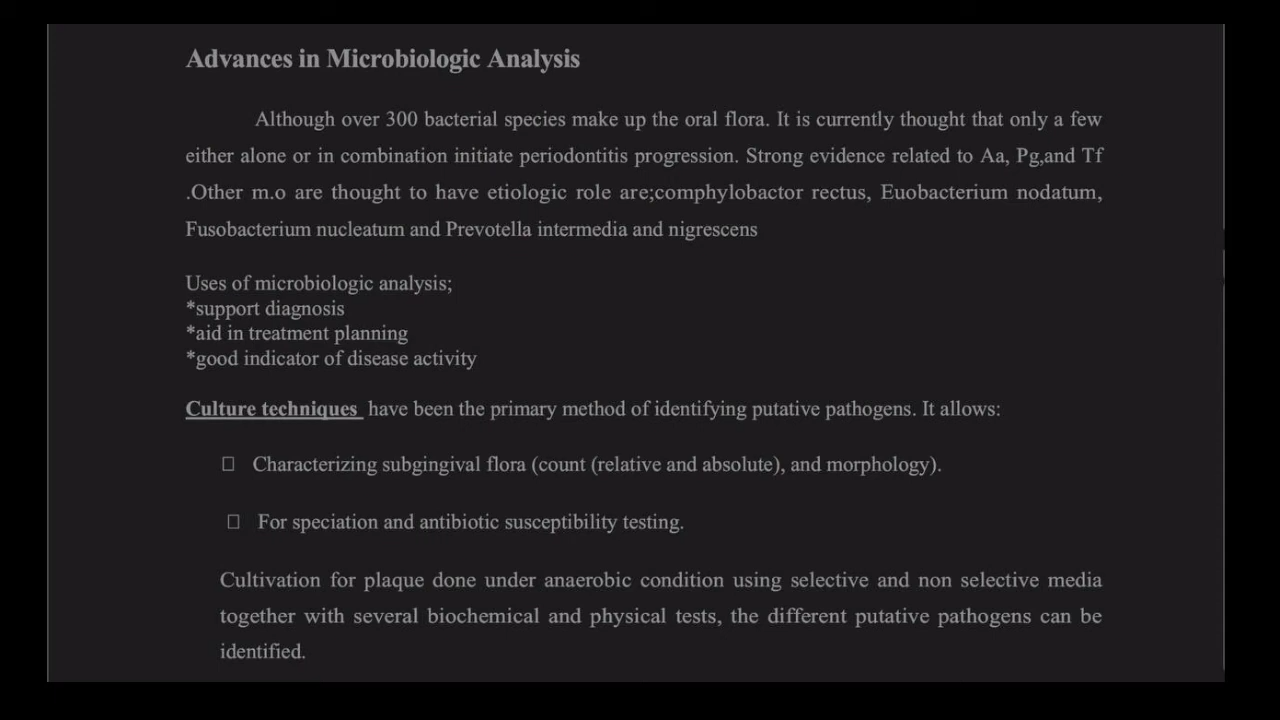 Advances in Microbiologic Analysis
Although over 300 bacterial species make up the oral flora. It is currently thought that only a few
either alone or in combination initiate periodontitis progression. Strong evidence related to Aa, Pg,and Tf
.Other m.o are thought to have etiologic role are;comphylobactor rectus, Euobacterium nodatum,
Fusobacterium nucleatum and Prevotella intermedia and nigrescens
Uses of microbiologic analysis;
*support diagnosis
*aid in treatment planning
*good indicator of disease activity
Culture techniques have been the primary method of identifying putative pathogens. It allows:
Characterizing subgingival flora (count (relative and absolute), and morphology).
For speciation and antibiotic susceptibility testing.
Cultivation for plaque done under anaerobic condition using selective and non selective media
together with several biochemical and physical tests, the different putative pathogens can be
identified.